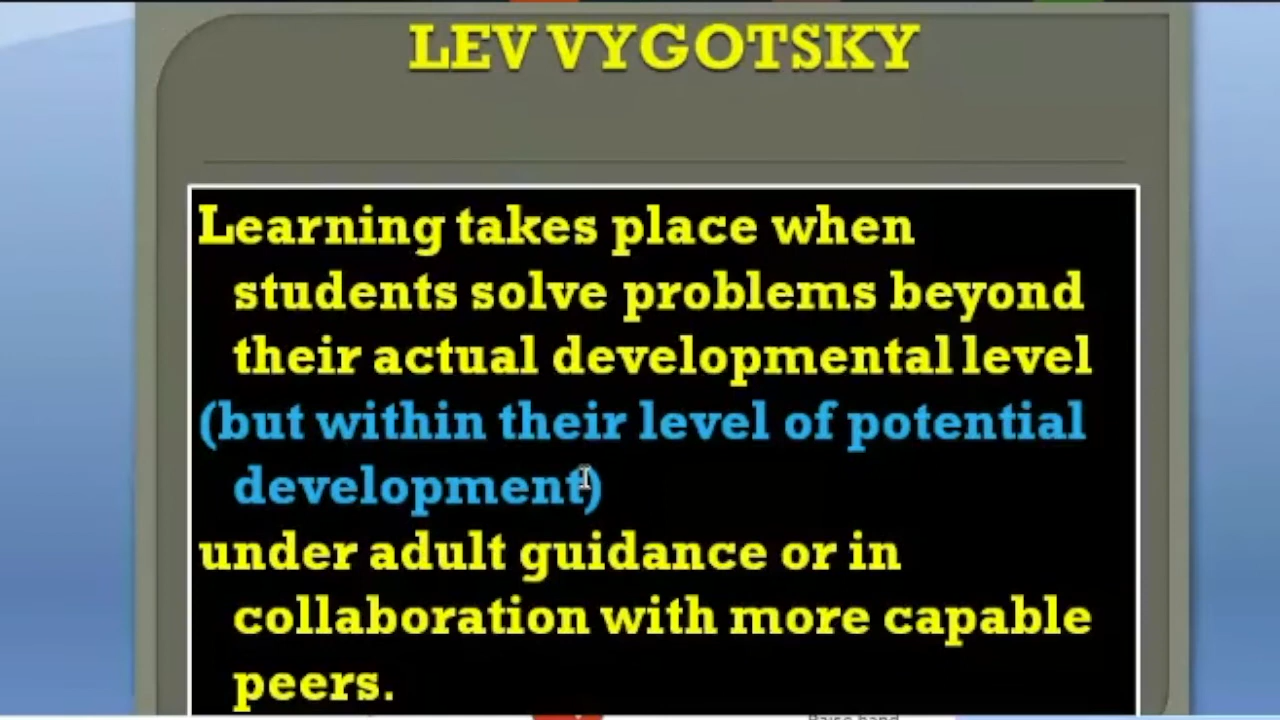 LEV VYGOTSKY
Learning takes place when
students solve problems beyond
their actual developmental level
(but within their level of potential
development)
under adult guidance or in
collaboration with more capable
peers.